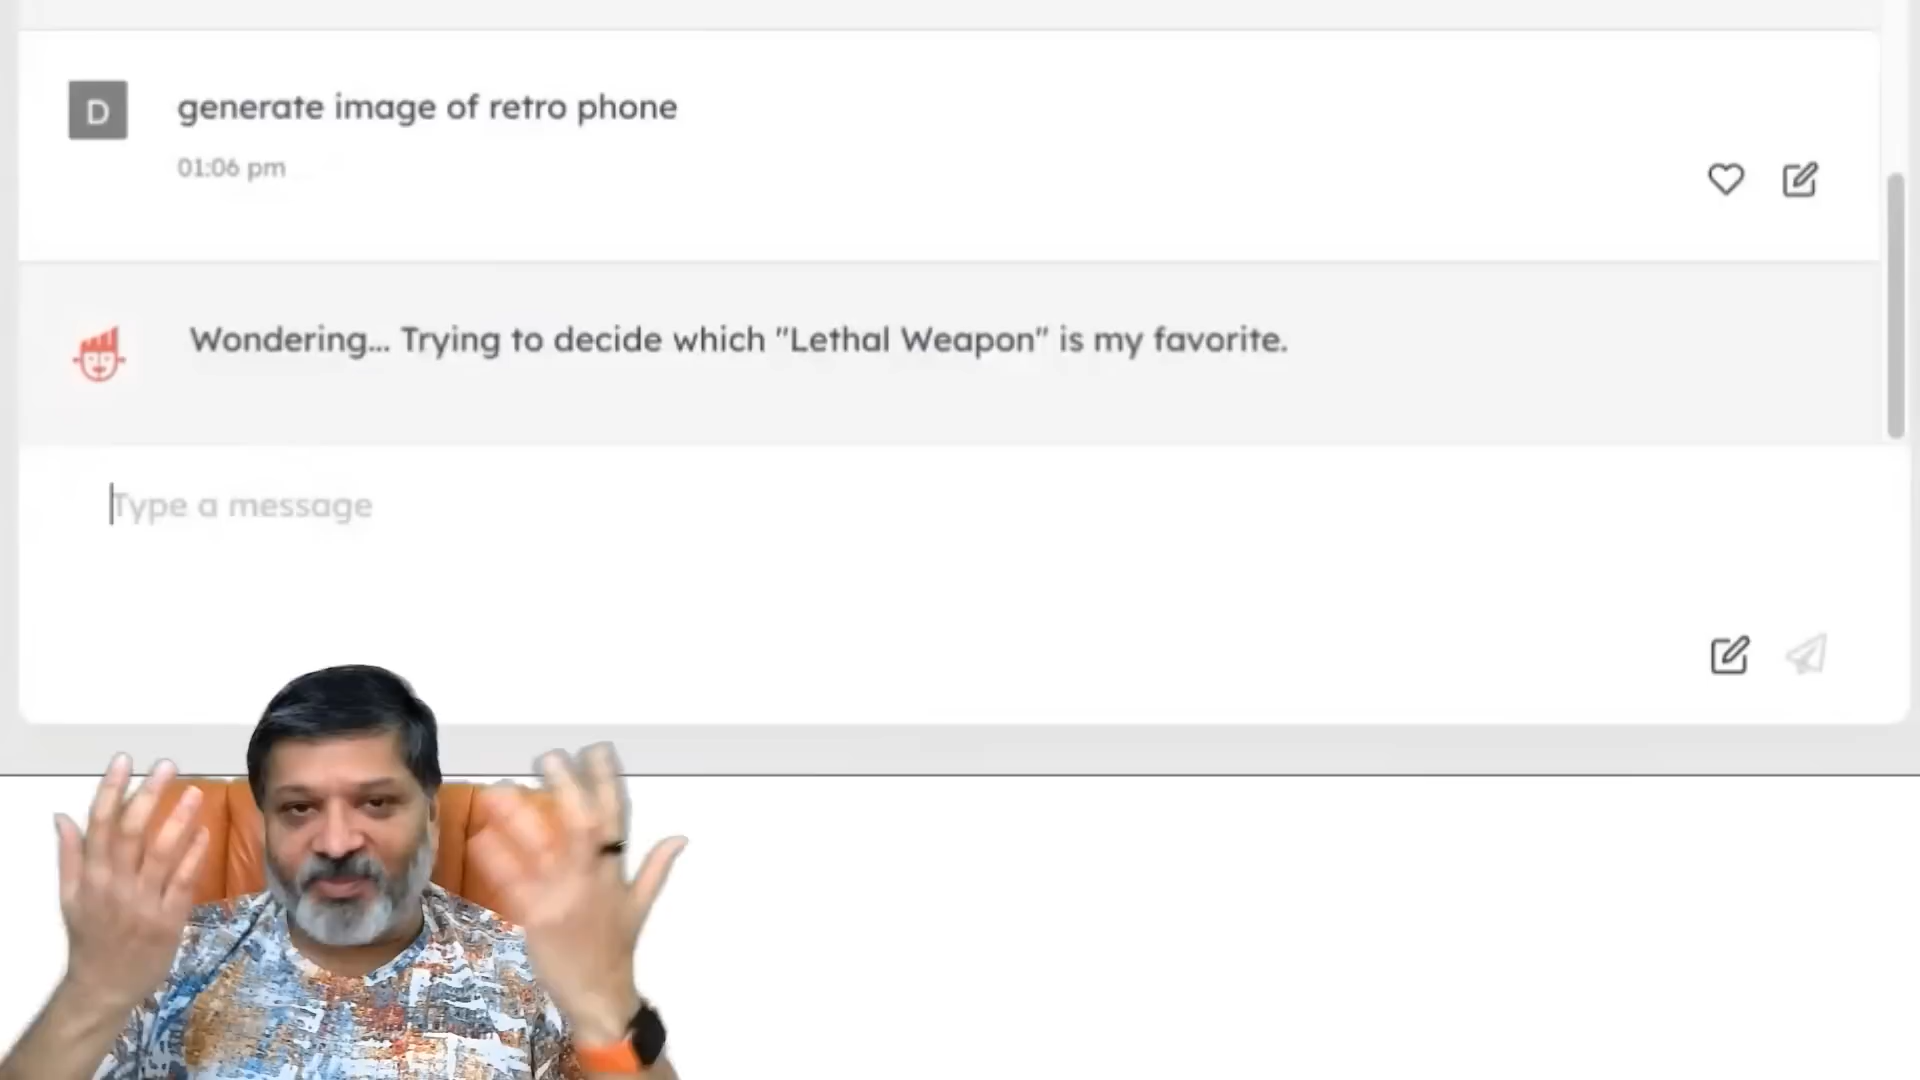 D
generate image of retro phone
01:06 pm
Wondering... Trying to decide which "Lethal Weapon" is my favorite.
Type a message